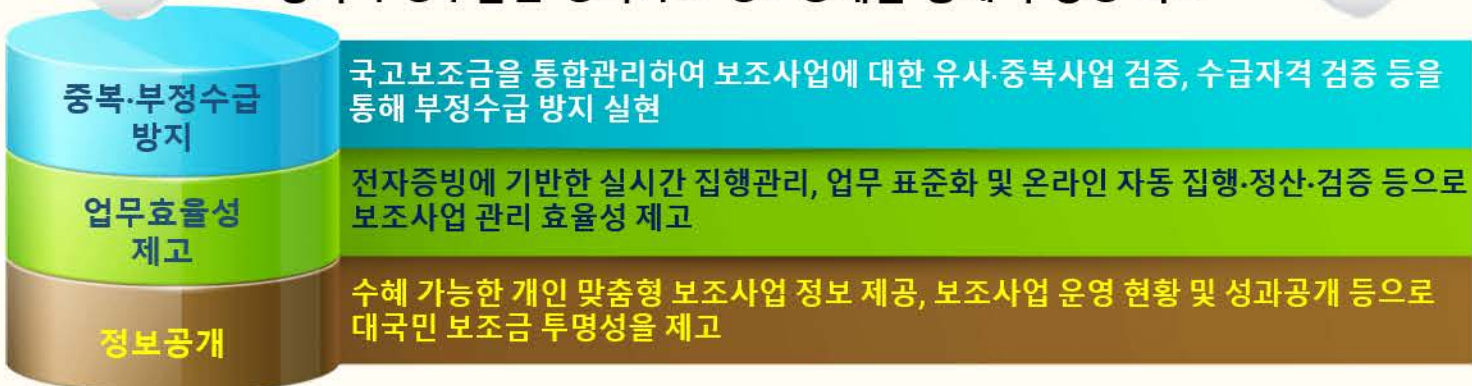 중복·부정수급
방지
국고보조금을 통합관리하여 보조사업에 대한 유사·중복사업 검증, 수급자격 검증 등을
통해 부정수급 방지 실현
업무효율성
제고
전자증빙에 기반한 실시간 집행관리, 업무 표준화 및 온라인 자동 집행·정산·검증 등으로
보조사업 관리 효율성 제고
정보공개
수혜 가능한 개인 맞춤형 보조사업 정보 제공, 보조사업 운영 현황 및 성과공개 등으로
대국민 보조금 투명성을 제고